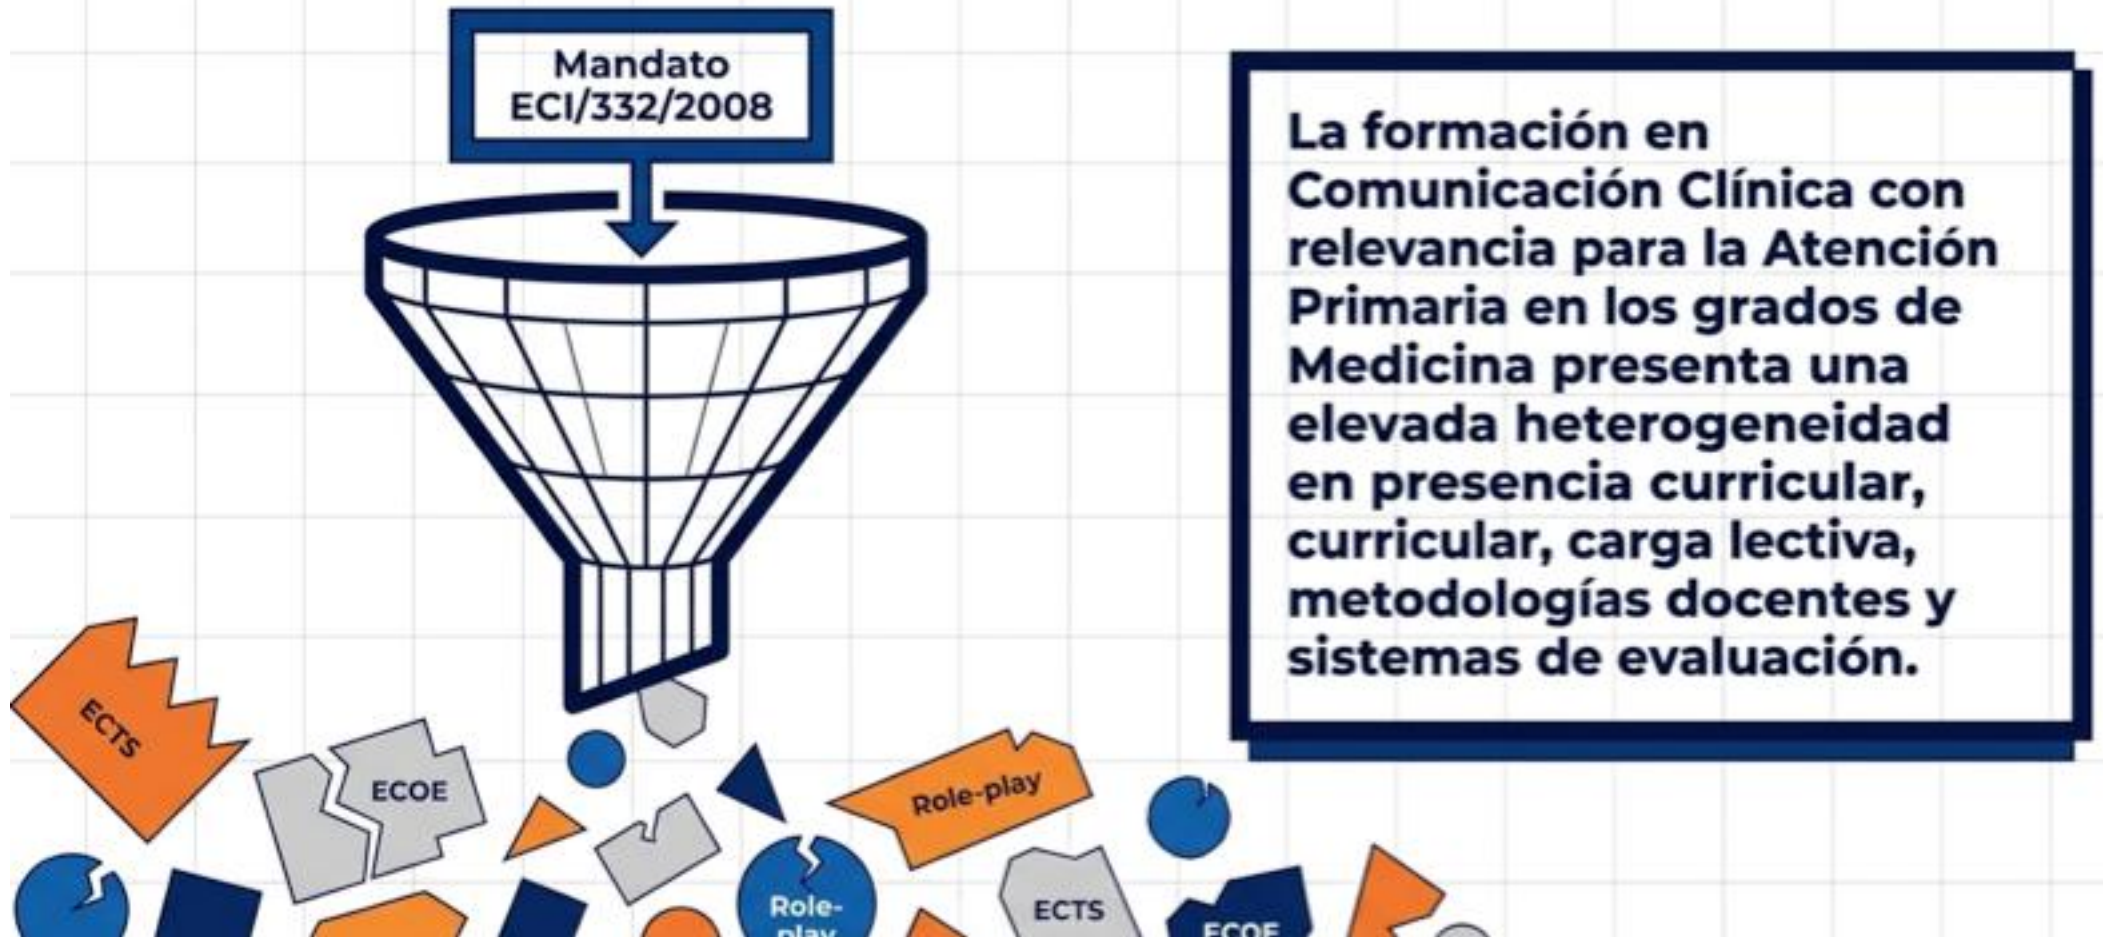 Mandato
ECI/332/2008
La formación en
Comunicación Clínica con
relevancia para la Atención
Primaria en los grados de
Medicina presenta una
elevada heterogeneidad
en presencia curricular,
curricular, carga lectiva,
metodologías docentes y
sistemas de evaluación.
ECTS
ECOE
Role-play
Role-
play
ECTS
ECOE